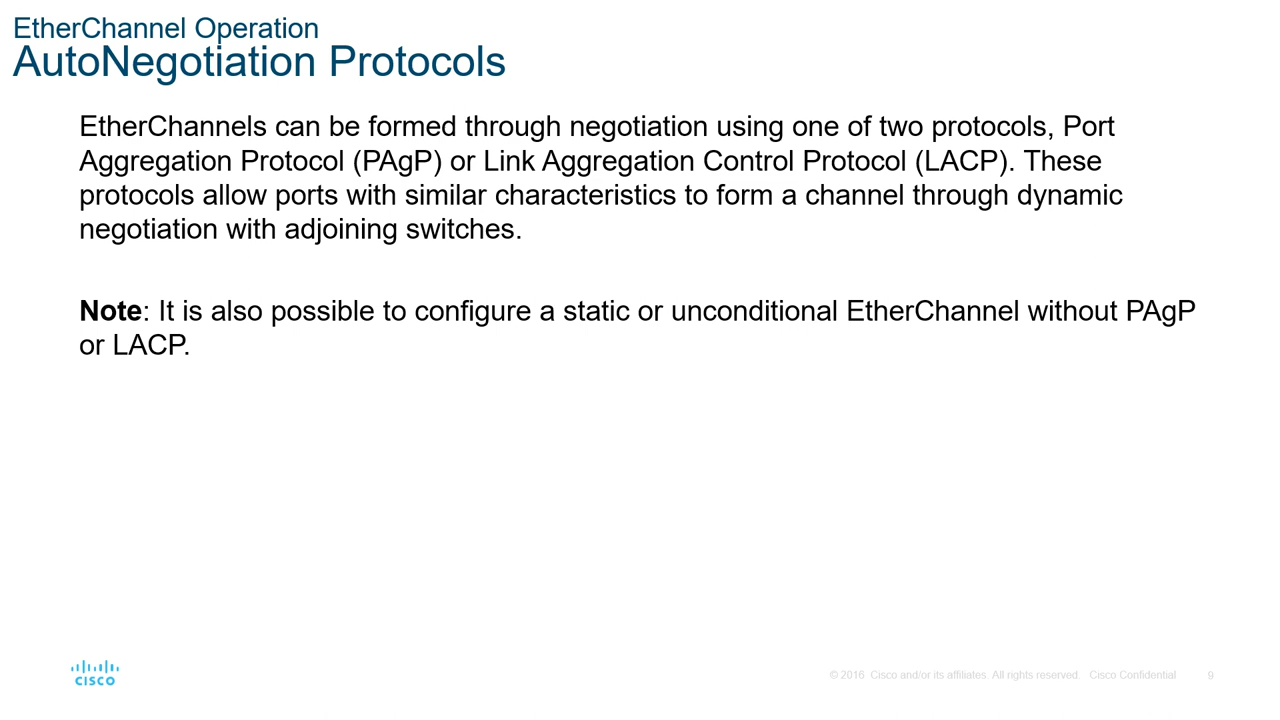 EtherChannel Operation
AutoNegotiation Protocols
EtherChannels can be formed through negotiation using one of two protocols, Port
Aggregation Protocol (PAgP) or Link Aggregation Control Protocol (LACP). These
protocols allow ports with similar characteristics to form a channel through dynamic
negotiation with adjoining switches.
Note: It is also possible to configure a static or unconditional EtherChannel without PAgP
or LACP.
CISCO
© 2016 Cisco and/or its affiliates. All rights reserved. Cisco Confidential 9